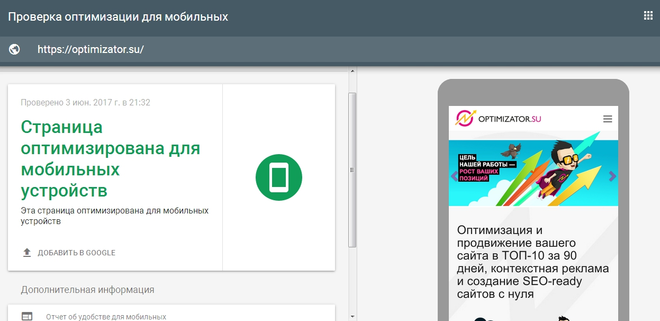 Проверка оптимизации для мобильных
https://optimizator.su/
Проверено 3 июн. 2017 г. в 21:32
Страница
оптимизирована для
мобильных
устройств
Эта страница оптимизирована для мобильных
устройств
ДОБАВИТЬ В GOOGLE
Дополнительная информация
Отчет об удобстве для мобильных
OPTIMIZATOR.SU
ЦЕЛЬ
НАШЕЙ РАБОТЫ —
РОСТ ВАШИХ
ПОЗИЦИЙ
Оптимизация и
продвижение вашего
сайта в ТОП-10 за 90
дней, контекстная реклама
и создание SEO-ready
сайтов с нуля